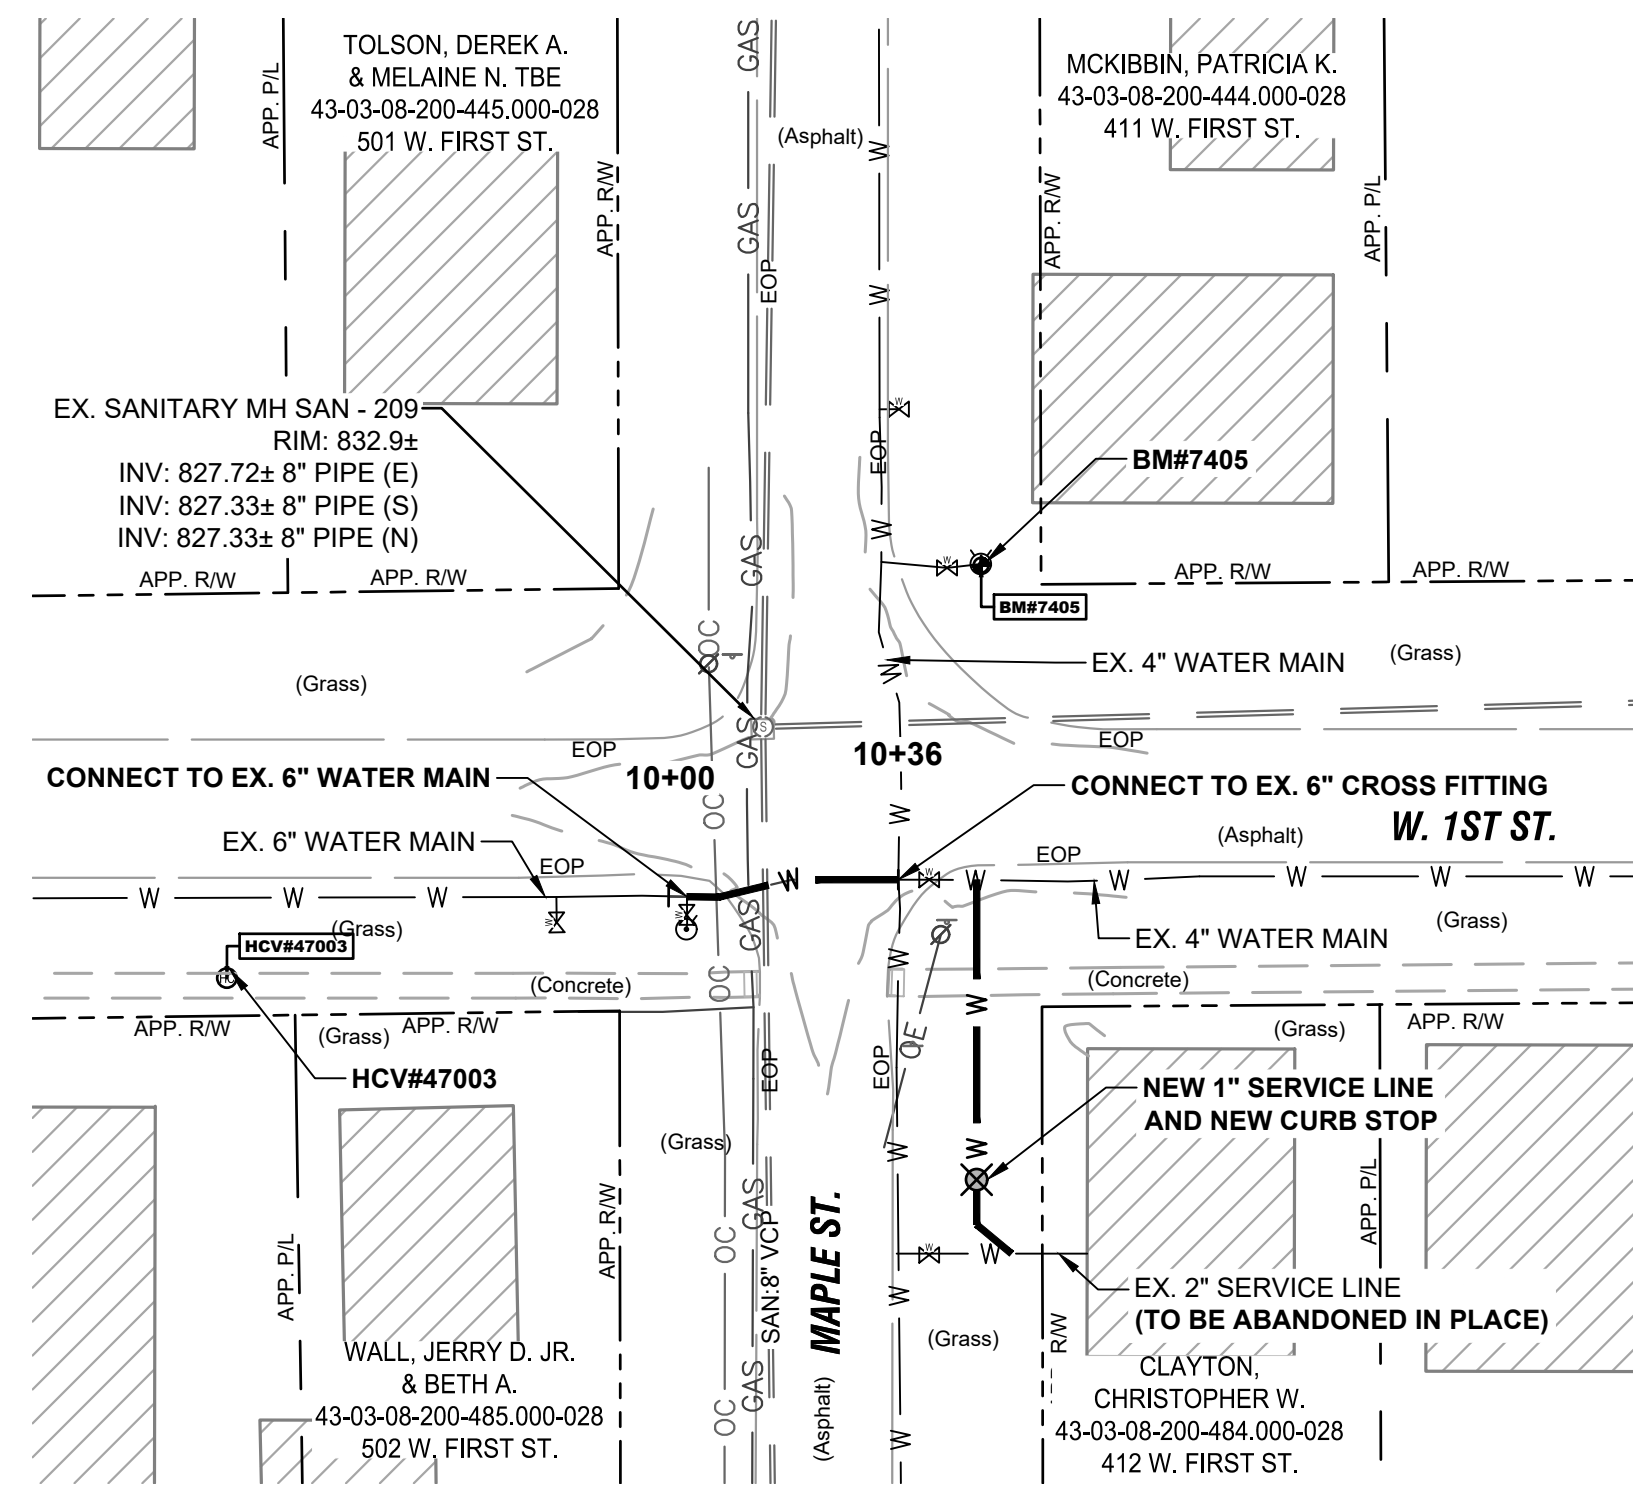 TOLSON, DEREK A.
& MELAINE N. TBE
43-03-08-200-445.000-028
501 W. FIRST ST.
MCKIBBIN, PATRICIA K.
43-03-08-200-444.000-028
411 W. FIRST ST.
APP. P/L
APP. R/W
GAS
(Asphalt)
W
APP. R/W
APP. P/L
GAS
EOP
W
W
EX. SANITARY MH SAN - 209
RIM: 832.9±
INV: 827.72± 8" PIPE (E)
INV: 827.33± 8" PIPE (S)
INV: 827.33± 8" PIPE (N)
EOP
BM#7405
W
GAS
W
APP. R/W
APP. R/W
APP. R/W
APP. R/W
BM#7405
OC
W
EX. 4" WATER MAIN
(Grass)
(Grass)
GAS
S
EOP
EOP
10+00
10+36
CONNECT TO EX. 6" WATER MAIN
CONNECT TO EX. 6" CROSS FITTING
W. 1ST ST.
OC
W
(Asphalt)
EX. 6" WATER MAIN
EOP
EOP
W
W
W
W
W
W
W
W
W
W
W
W
W
(Grass)
(Grass)
GAS
EX. 4" WATER MAIN
HCV#47003
HC
W
(Concrete)
OC
(Concrete)
W
APP. R/W
(Grass)
APP. R/W
(Grass)
APP. R/W
OE
HCV#47003
EOP
EOP
NEW 1" SERVICE LINE
AND NEW CURB STOP
(Grass)
W
W
APP. P/L
APP. R/W
GAS
OC
SAN:8" VCP
MAPLE ST.
APP. P/L
W
W
EX. 2" SERVICE LINE
(TO BE ABANDONED IN PLACE)
W
(Grass)
R/W
WALL, JERRY D. JR.
& BETH A.
43-03-08-200-485.000-028
502 W. FIRST ST.
GAS
OC
(Asphalt)
W
CLAYTON,
CHRISTOPHER W.
43-03-08-200-484.000-028
412 W. FIRST ST.